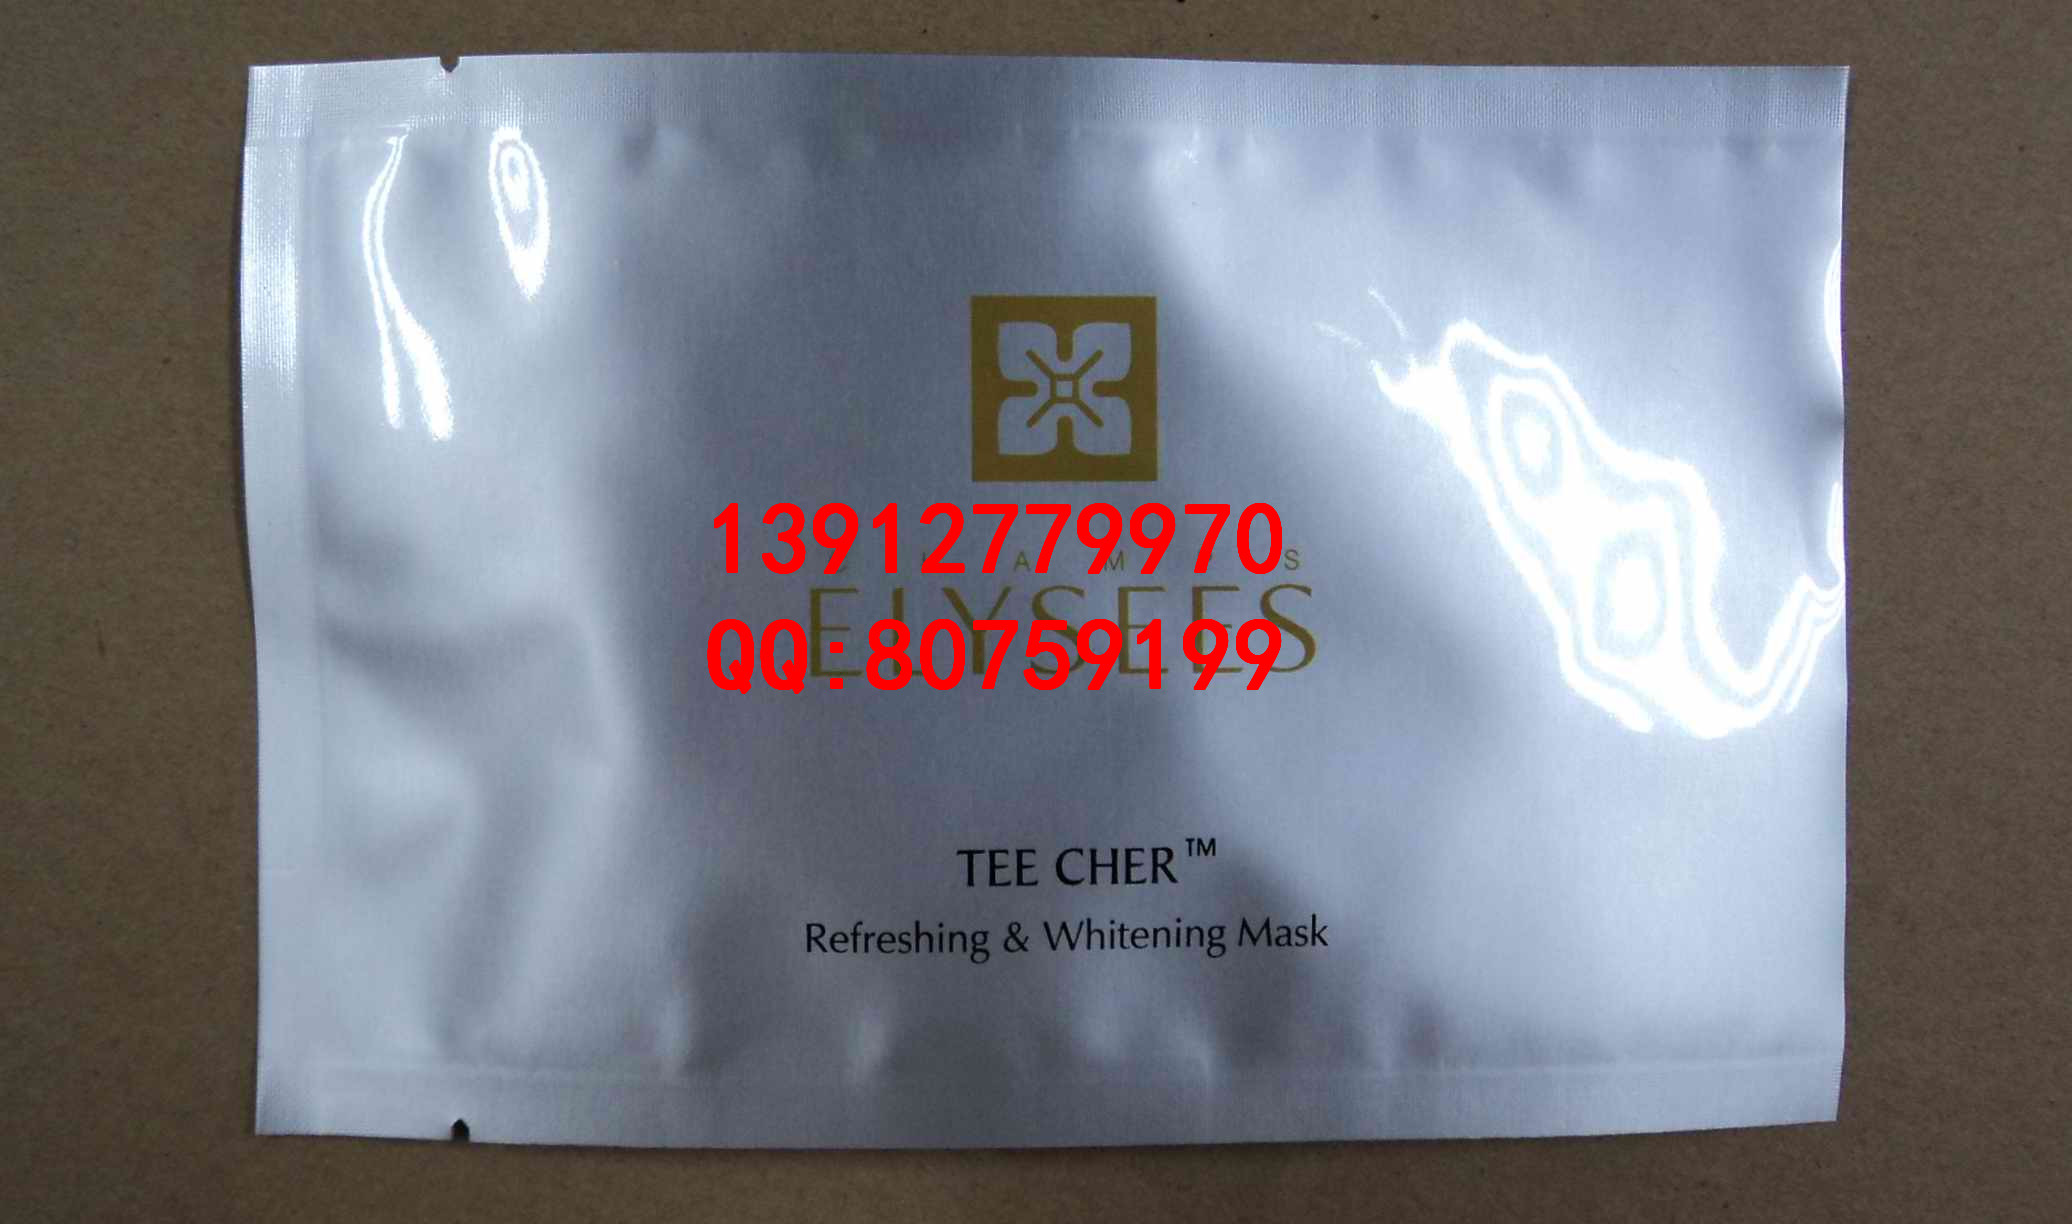 13912779970
ELYSEES
QQ:80759199
TEE CHER™
Refreshing & Whitening Mask